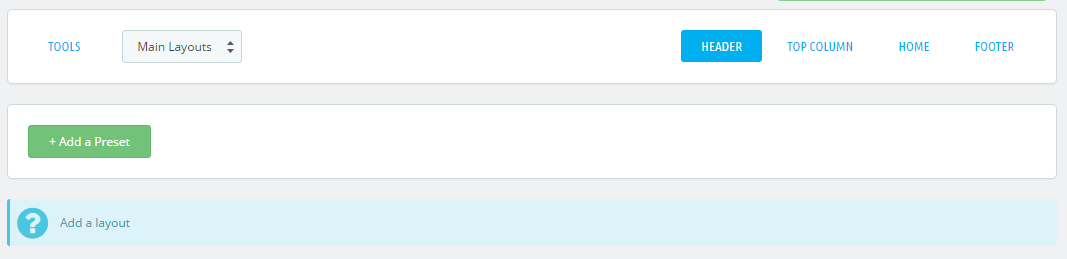 TOOLS Main Layouts HEADER TOP COLUMN HOME FOOTER
+ Add a Preset
? Add a layout